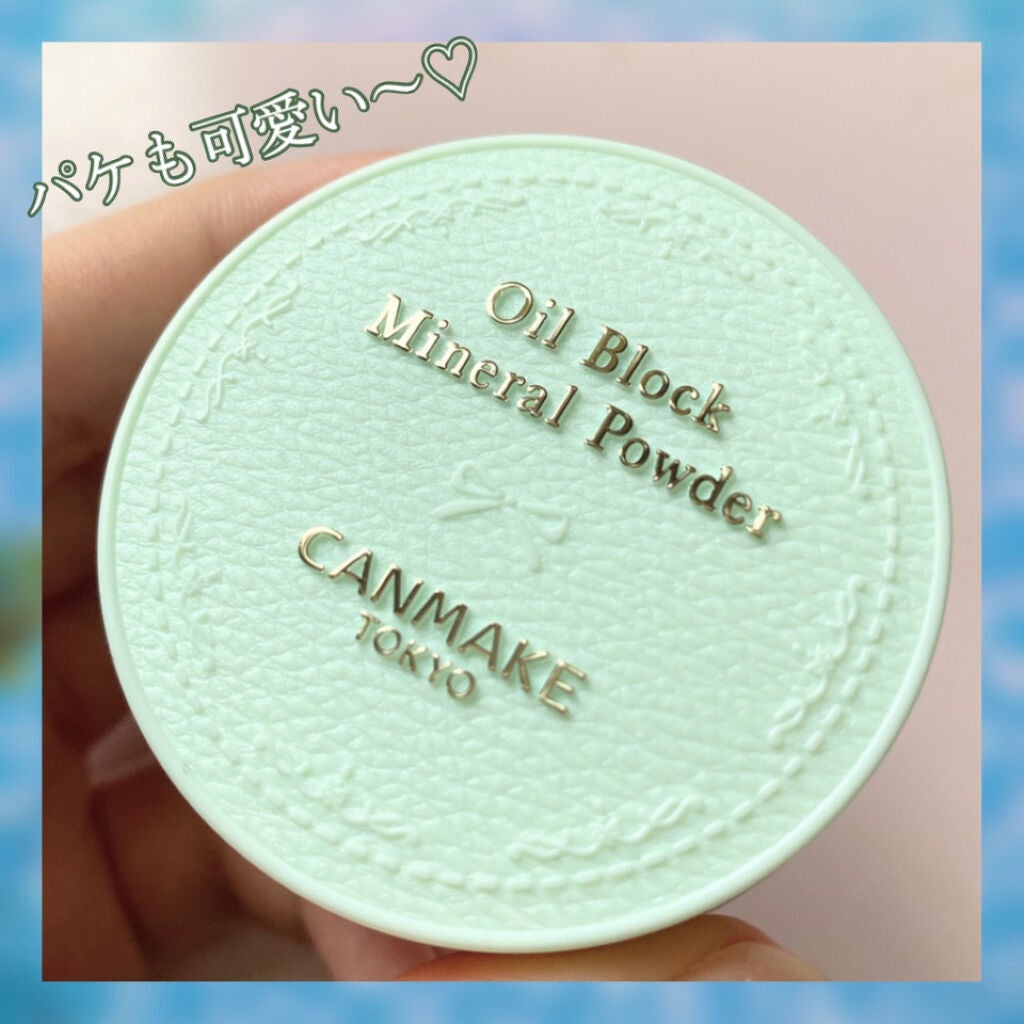 パケも可愛い〜♡
Oil Block
Mineral Powder
CANMAKE
TOKYO